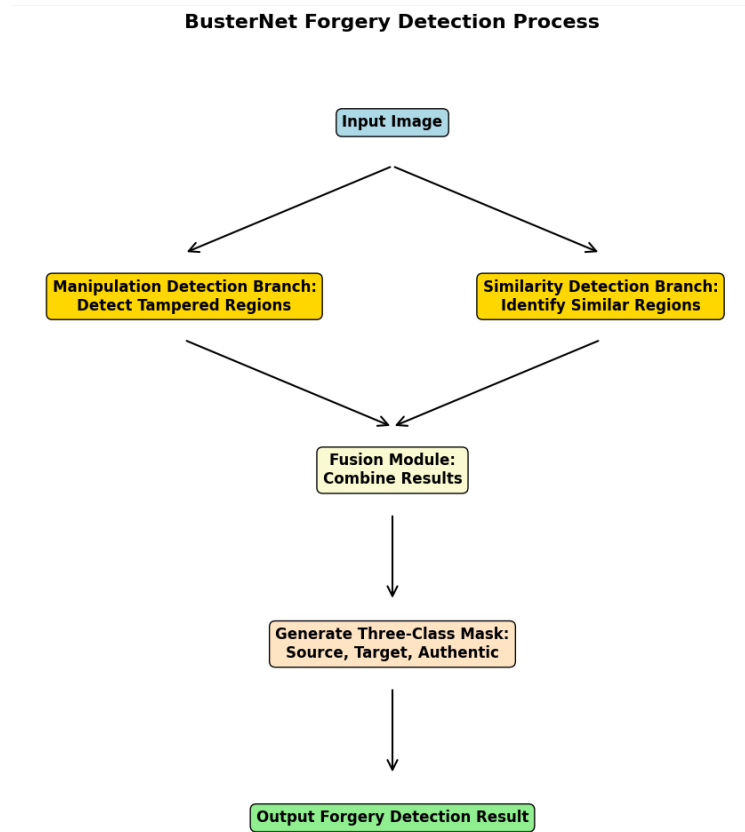 BusterNet Forgery Detection Process
Input Image
Manipulation Detection Branch:
Detect Tampered Regions
Similarity Detection Branch:
Identify Similar Regions
Fusion Module:
Combine Results
Generate Three-Class Mask:
Source, Target, Authentic
Output Forgery Detection Result